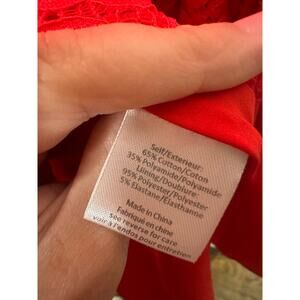 Self/Exterieur:
65% Cotton/Coton
35% Polyamide/Polyamide
Lining/Doublure:
95% Polyester/Polyester
5% Elastane/Élasthanne
Made in China
Fabriqué en chine
see reverse for care
voir à l'endos pour entretien